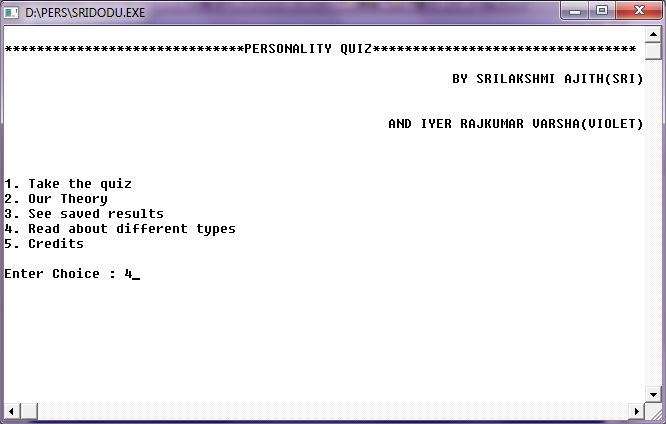 D:\PERS\SRIDODU.EXE
******************************PERSONALITY QUIZ*********************************
BY SRILAKSHMI AJITH(SRI)
AND IYER RAJKUMAR VARSHA(VIOLET)
1. Take the quiz
2. Our Theory
3. See saved results
4. Read about different types
5. Credits
Enter Choice : 4_